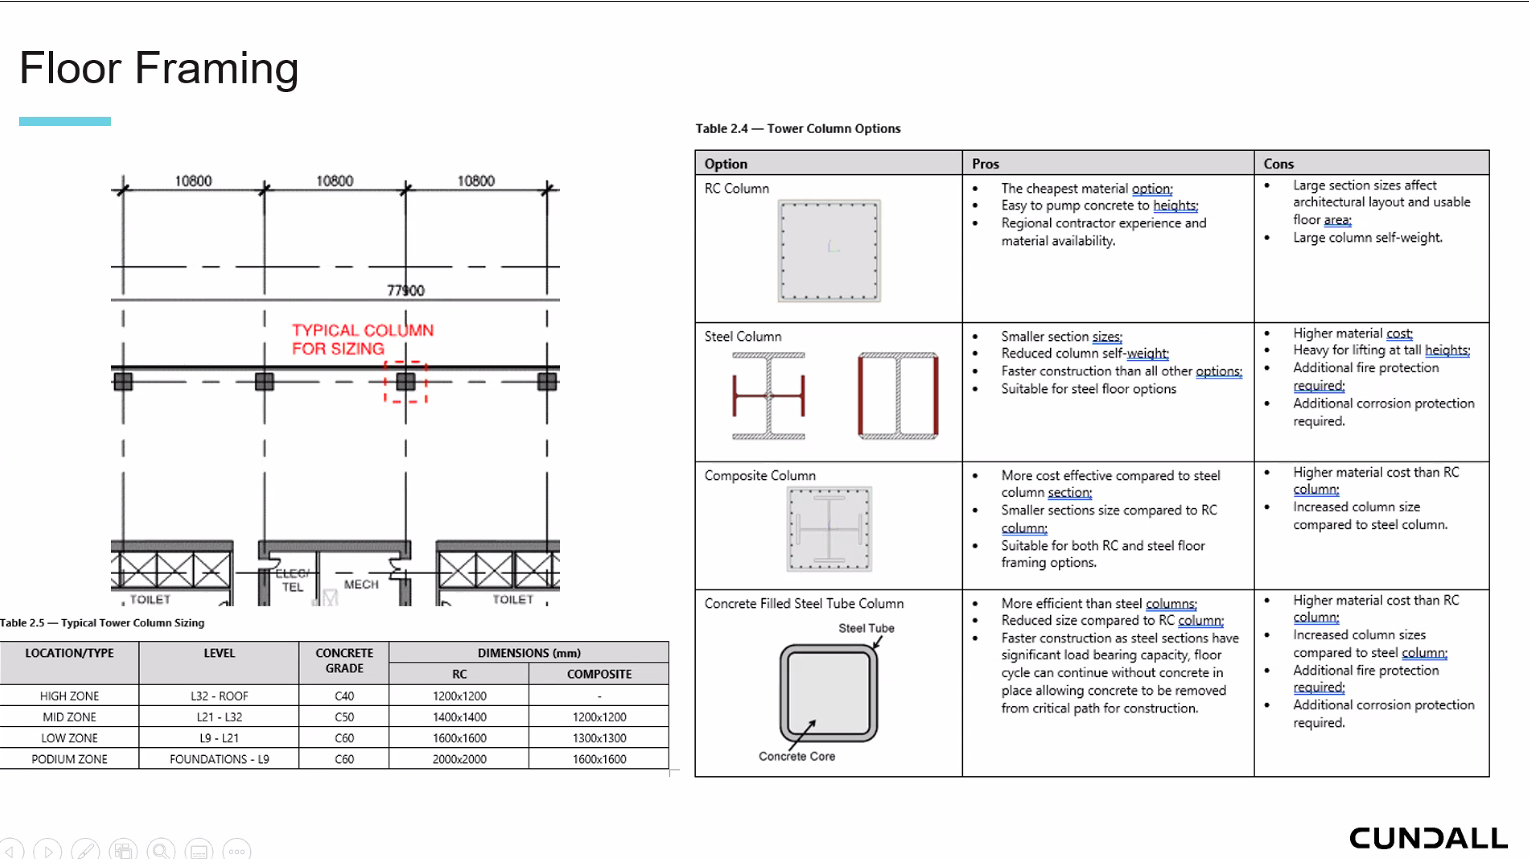 Floor Framing
10800
10800
10800
77900
TYPICAL COLUMN
FOR SIZING
ELEC/
TEL
MECH
TOILET
TOILET
Table 2.5 — Typical Tower Column Sizing
LOCATION/TYPE LEVEL CONCRETE GRADE DIMENSIONS (mm)
RC COMPOSITE
HIGH ZONE L32 - ROOF C40 1200x1200 -
MID ZONE L21 - L32 C50 1400x1400 1200x1200
LOW ZONE L9 - L21 C60 1600x1600 1300x1300
PODIUM ZONE FOUNDATIONS - L9 C60 2000x2000 1600x1600
Table 2.4 — Tower Column Options
Option Pros Cons
RC Column
• The cheapest material option;
• Easy to pump concrete to heights;
• Regional contractor experience and
material availability.
• Large section sizes affect
architectural layout and usable
floor area;
• Large column self-weight.
Steel Column
• Smaller section sizes;
• Reduced column self-weight;
• Faster construction than all other options;
• Suitable for steel floor options
• Higher material cost;
• Heavy for lifting at tall heights;
• Additional fire protection
required;
• Additional corrosion protection
required.
Composite Column
• More cost effective compared to steel
column section;
• Smaller sections size compared to RC
column;
• Suitable for both RC and steel floor
framing options.
• Higher material cost than RC
column;
• Increased column size
compared to steel column.
Concrete Filled Steel Tube Column
Steel Tube
Concrete Core
• More efficient than steel columns;
• Reduced size compared to RC column;
• Faster construction as steel sections have
significant load bearing capacity, floor
cycle can continue without concrete in
place allowing concrete to be removed
from critical path for construction.
• Higher material cost than RC
column;
• Increased column sizes
compared to steel column;
• Additional fire protection
required;
• Additional corrosion protection
required.
CUNDALL